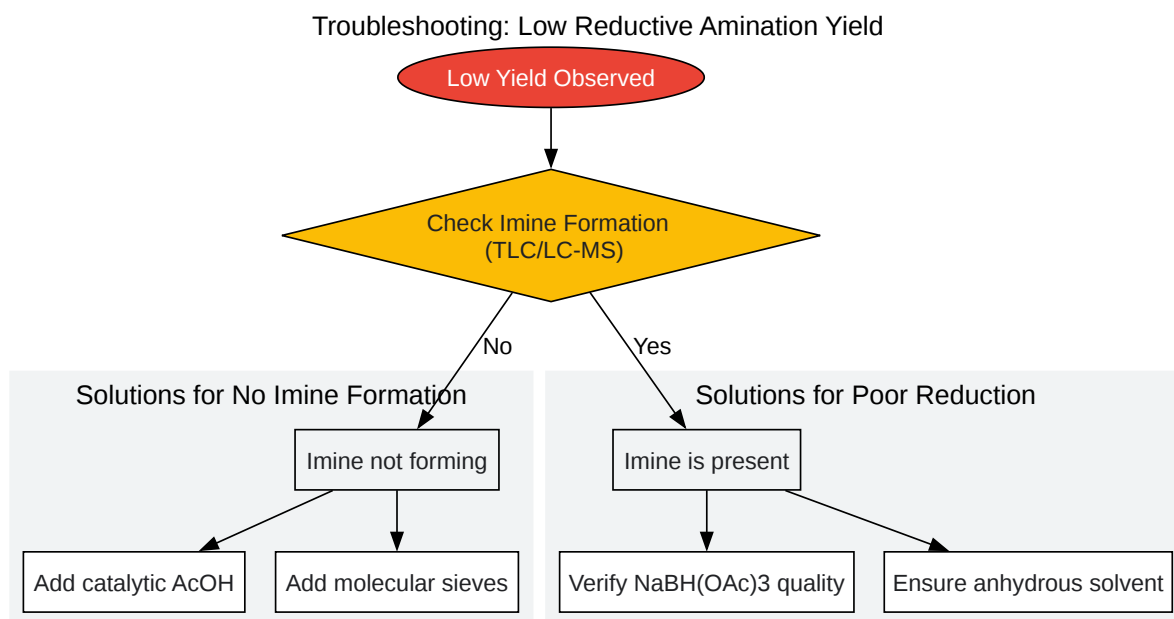 Troubleshooting: Low Reductive Amination Yield
Low Yield Observed
Check Imine Formation
(TLC/LC-MS)
No
Yes
Solutions for No Imine Formation
Solutions for Poor Reduction
Imine not forming
Imine is present
Add catalytic AcOH
Add molecular sieves
Verify NaBH(OAc)3 quality
Ensure anhydrous solvent